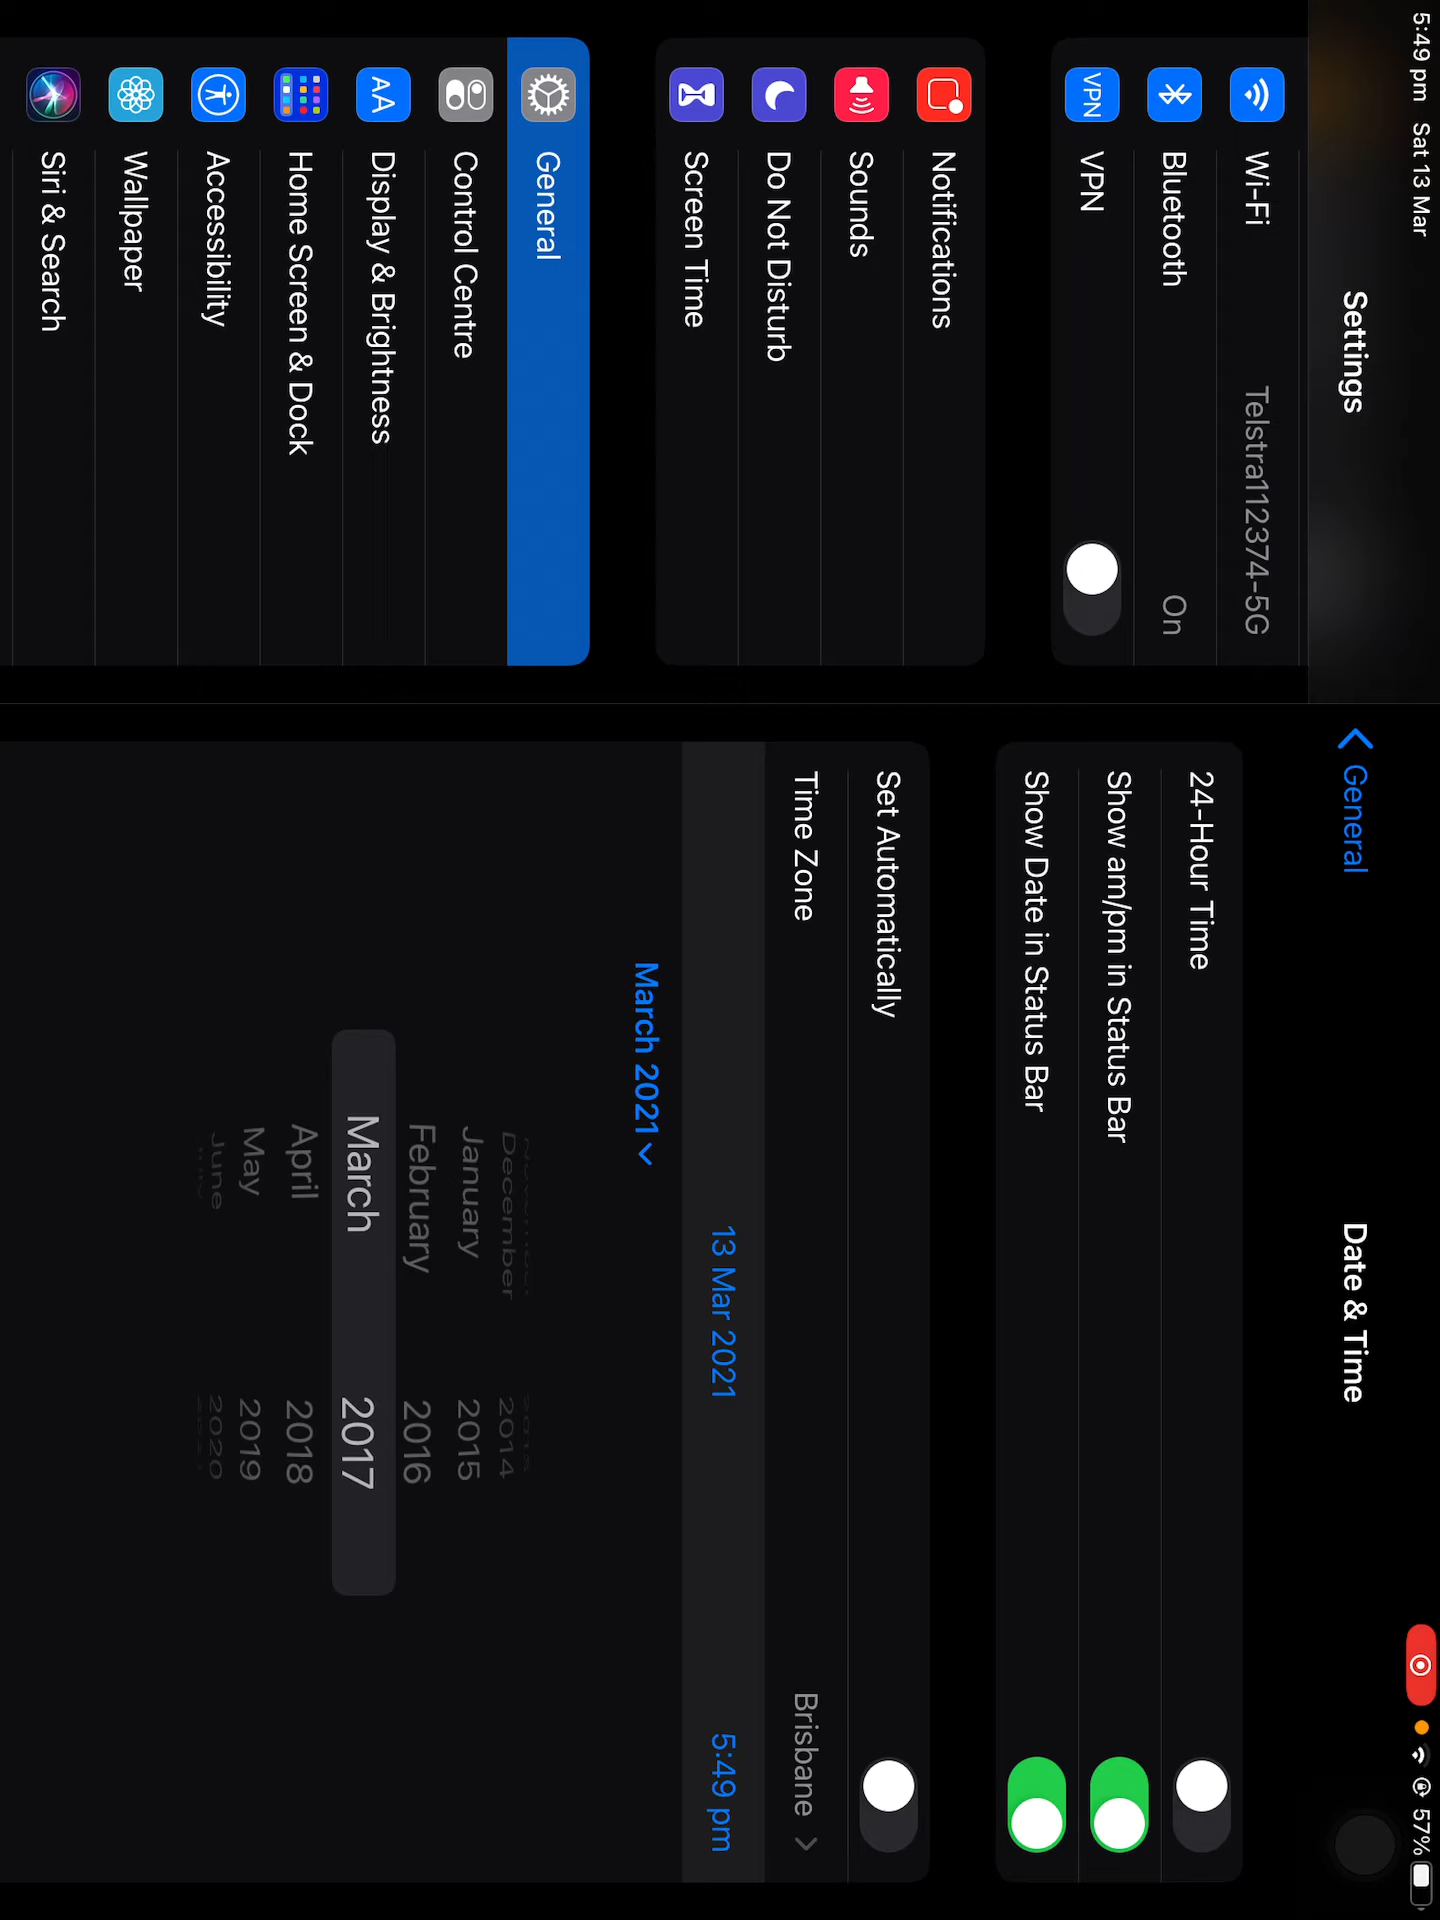 5:49 pm Sat 13 Mar
57%
Settings
Wi-Fi Telstra112374-5G
Bluetooth On
VPN VPN
Notifications
Sounds
Do Not Disturb
Screen Time
General
Control Centre
AA Display & Brightness
Home Screen & Dock
Accessibility
Wallpaper
Siri & Search
General
Date & Time
24-Hour Time
Show am/pm in Status Bar
Show Date in Status Bar
Set Automatically
Time Zone Brisbane
13 Mar 2021 5:49 pm
March 2021
December 2014
January 2015
February 2016
March 2017
April 2018
May 2019
June 2020